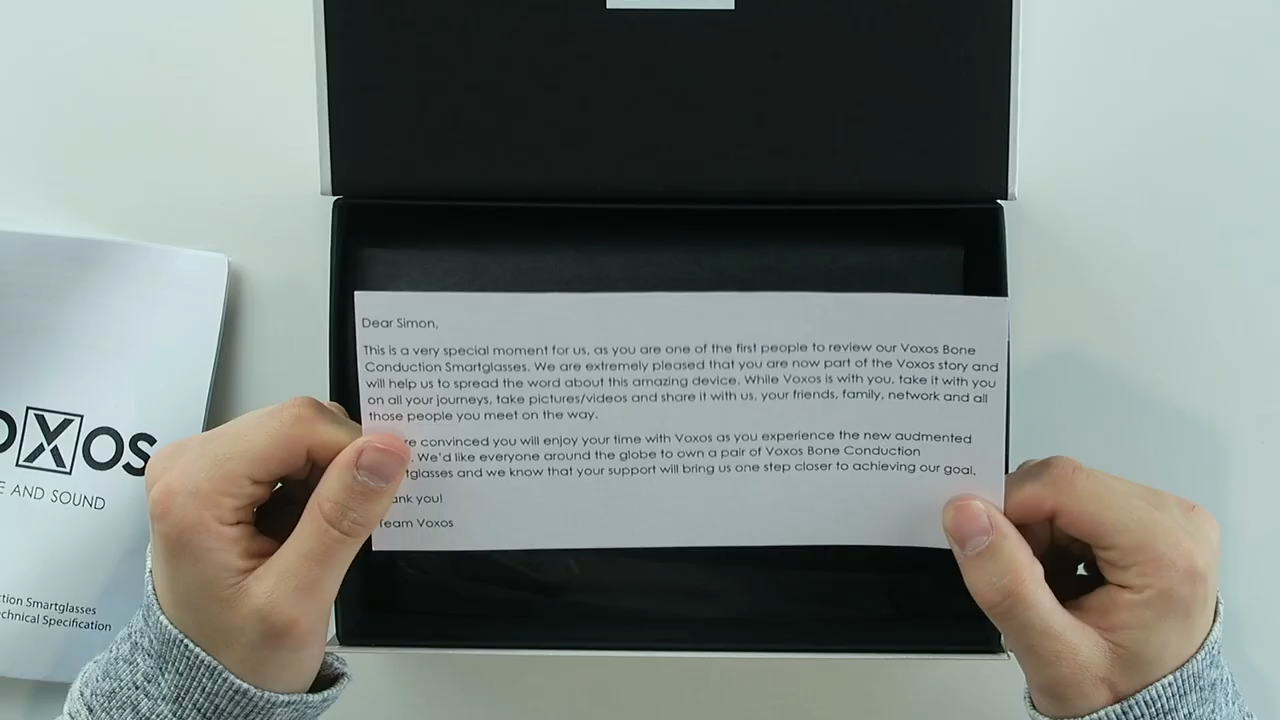 Dear Simon,
This is a very special moment for us, as you are one of the first people to review our Voxos Bone
Conduction Smartglasses. We are extremely pleased that you are now part of the Voxos story and
will help us to spread the word about this amazing device. While Voxos is with you, take it with you
on all your journeys, take pictures/videos and share it with us, your friends, family, network and all
those people you meet on the way.
re convinced you will enjoy your time with Voxos as you experience the new audmented
. We'd like everyone around the globe to own a pair of Voxos Bone Conduction
tglasses and we know that your support will bring us one step closer to achieving our goal.
ank you!
Team Voxos
OXOS
E AND SOUND
ction Smartglasses
echnical Specification